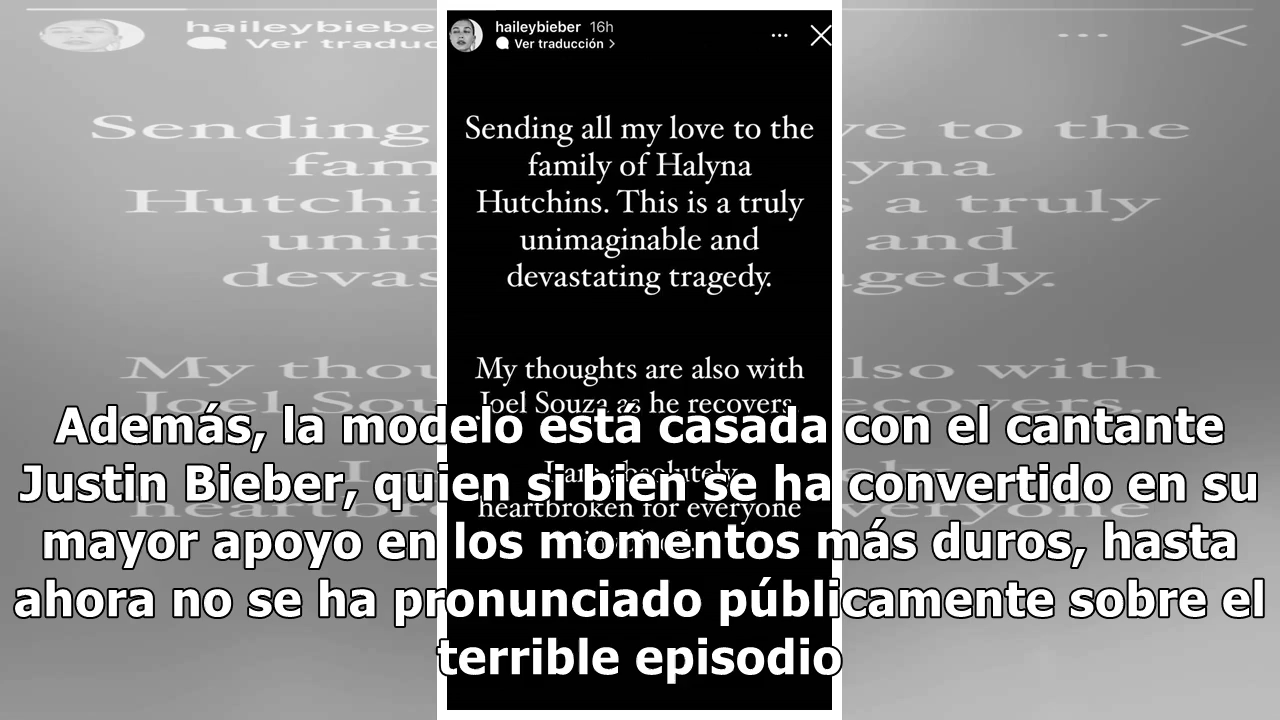 haileybieber 16h
Ver traducción >
Sending all my love to the
family of Halyna
Hutchins. This is a truly
unimaginable and
devastating tragedy.
My thoughts are also with
Joel Souza as he recovers.
I am absolutely
heartbroken for everyone
Además, la modelo está casada con el cantante
Justin Bieber, quien si bien se ha convertido en su
mayor apoyo en los momentos más duros, hasta
ahora no se ha pronunciado públicamente sobre el
terrible episodio